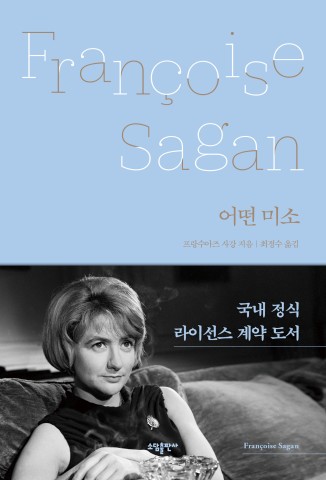 Françoise
Sagan
어떤 미소
프랑수아즈 사강 지음 | 최정수 옮김
국내 정식
라이선스 계약 도서
소담출판사
Françoise Sagan